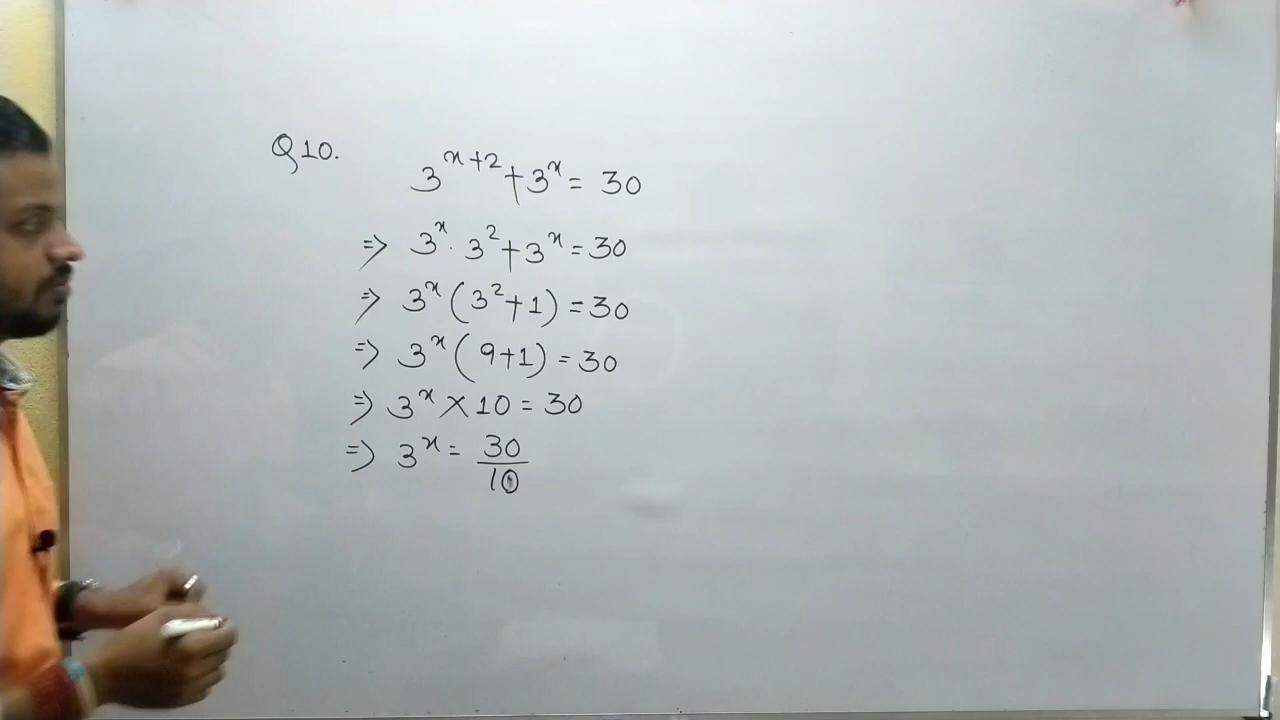 Q10. 3^{x+2} + 3^x = 30
=> 3^x . 3^2 + 3^x = 30
=> 3^x (3^2 + 1) = 30
=> 3^x (9+1) = 30
=> 3^x × 10 = 30
=> 3^x = 30/10